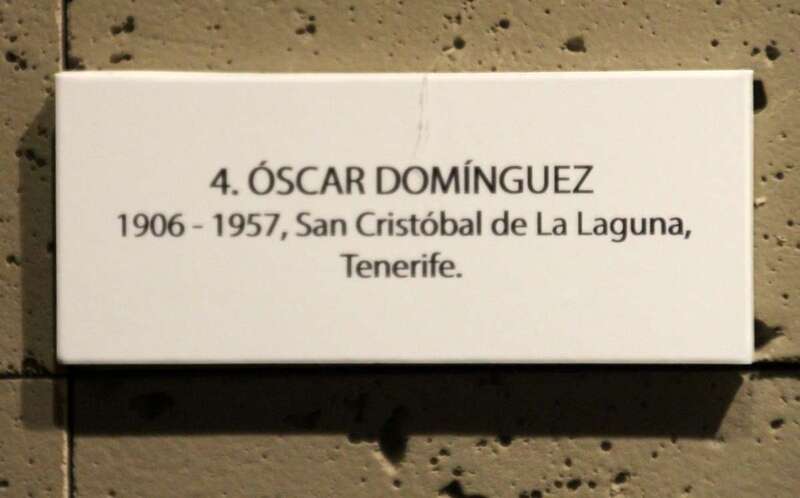 4. ÓSCAR DOMÍNGUEZ
1906 - 1957, San Cristóbal de La Laguna,
Tenerife.